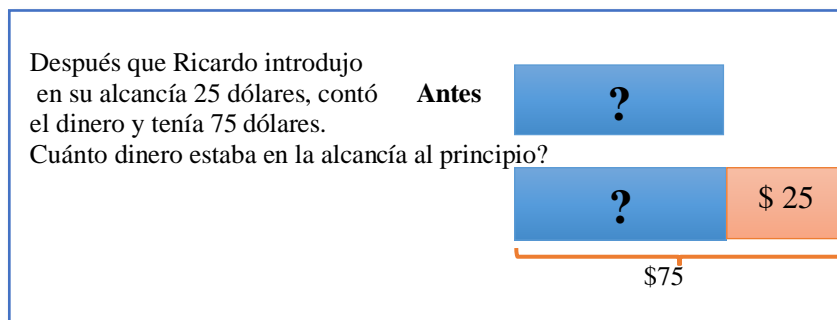 Después que Ricardo introdujo
en su alcancía 25 dólares, contó
el dinero y tenía 75 dólares.
Cuánto dinero estaba en la alcancía al principio?
Antes
?
?
$ 25
$75